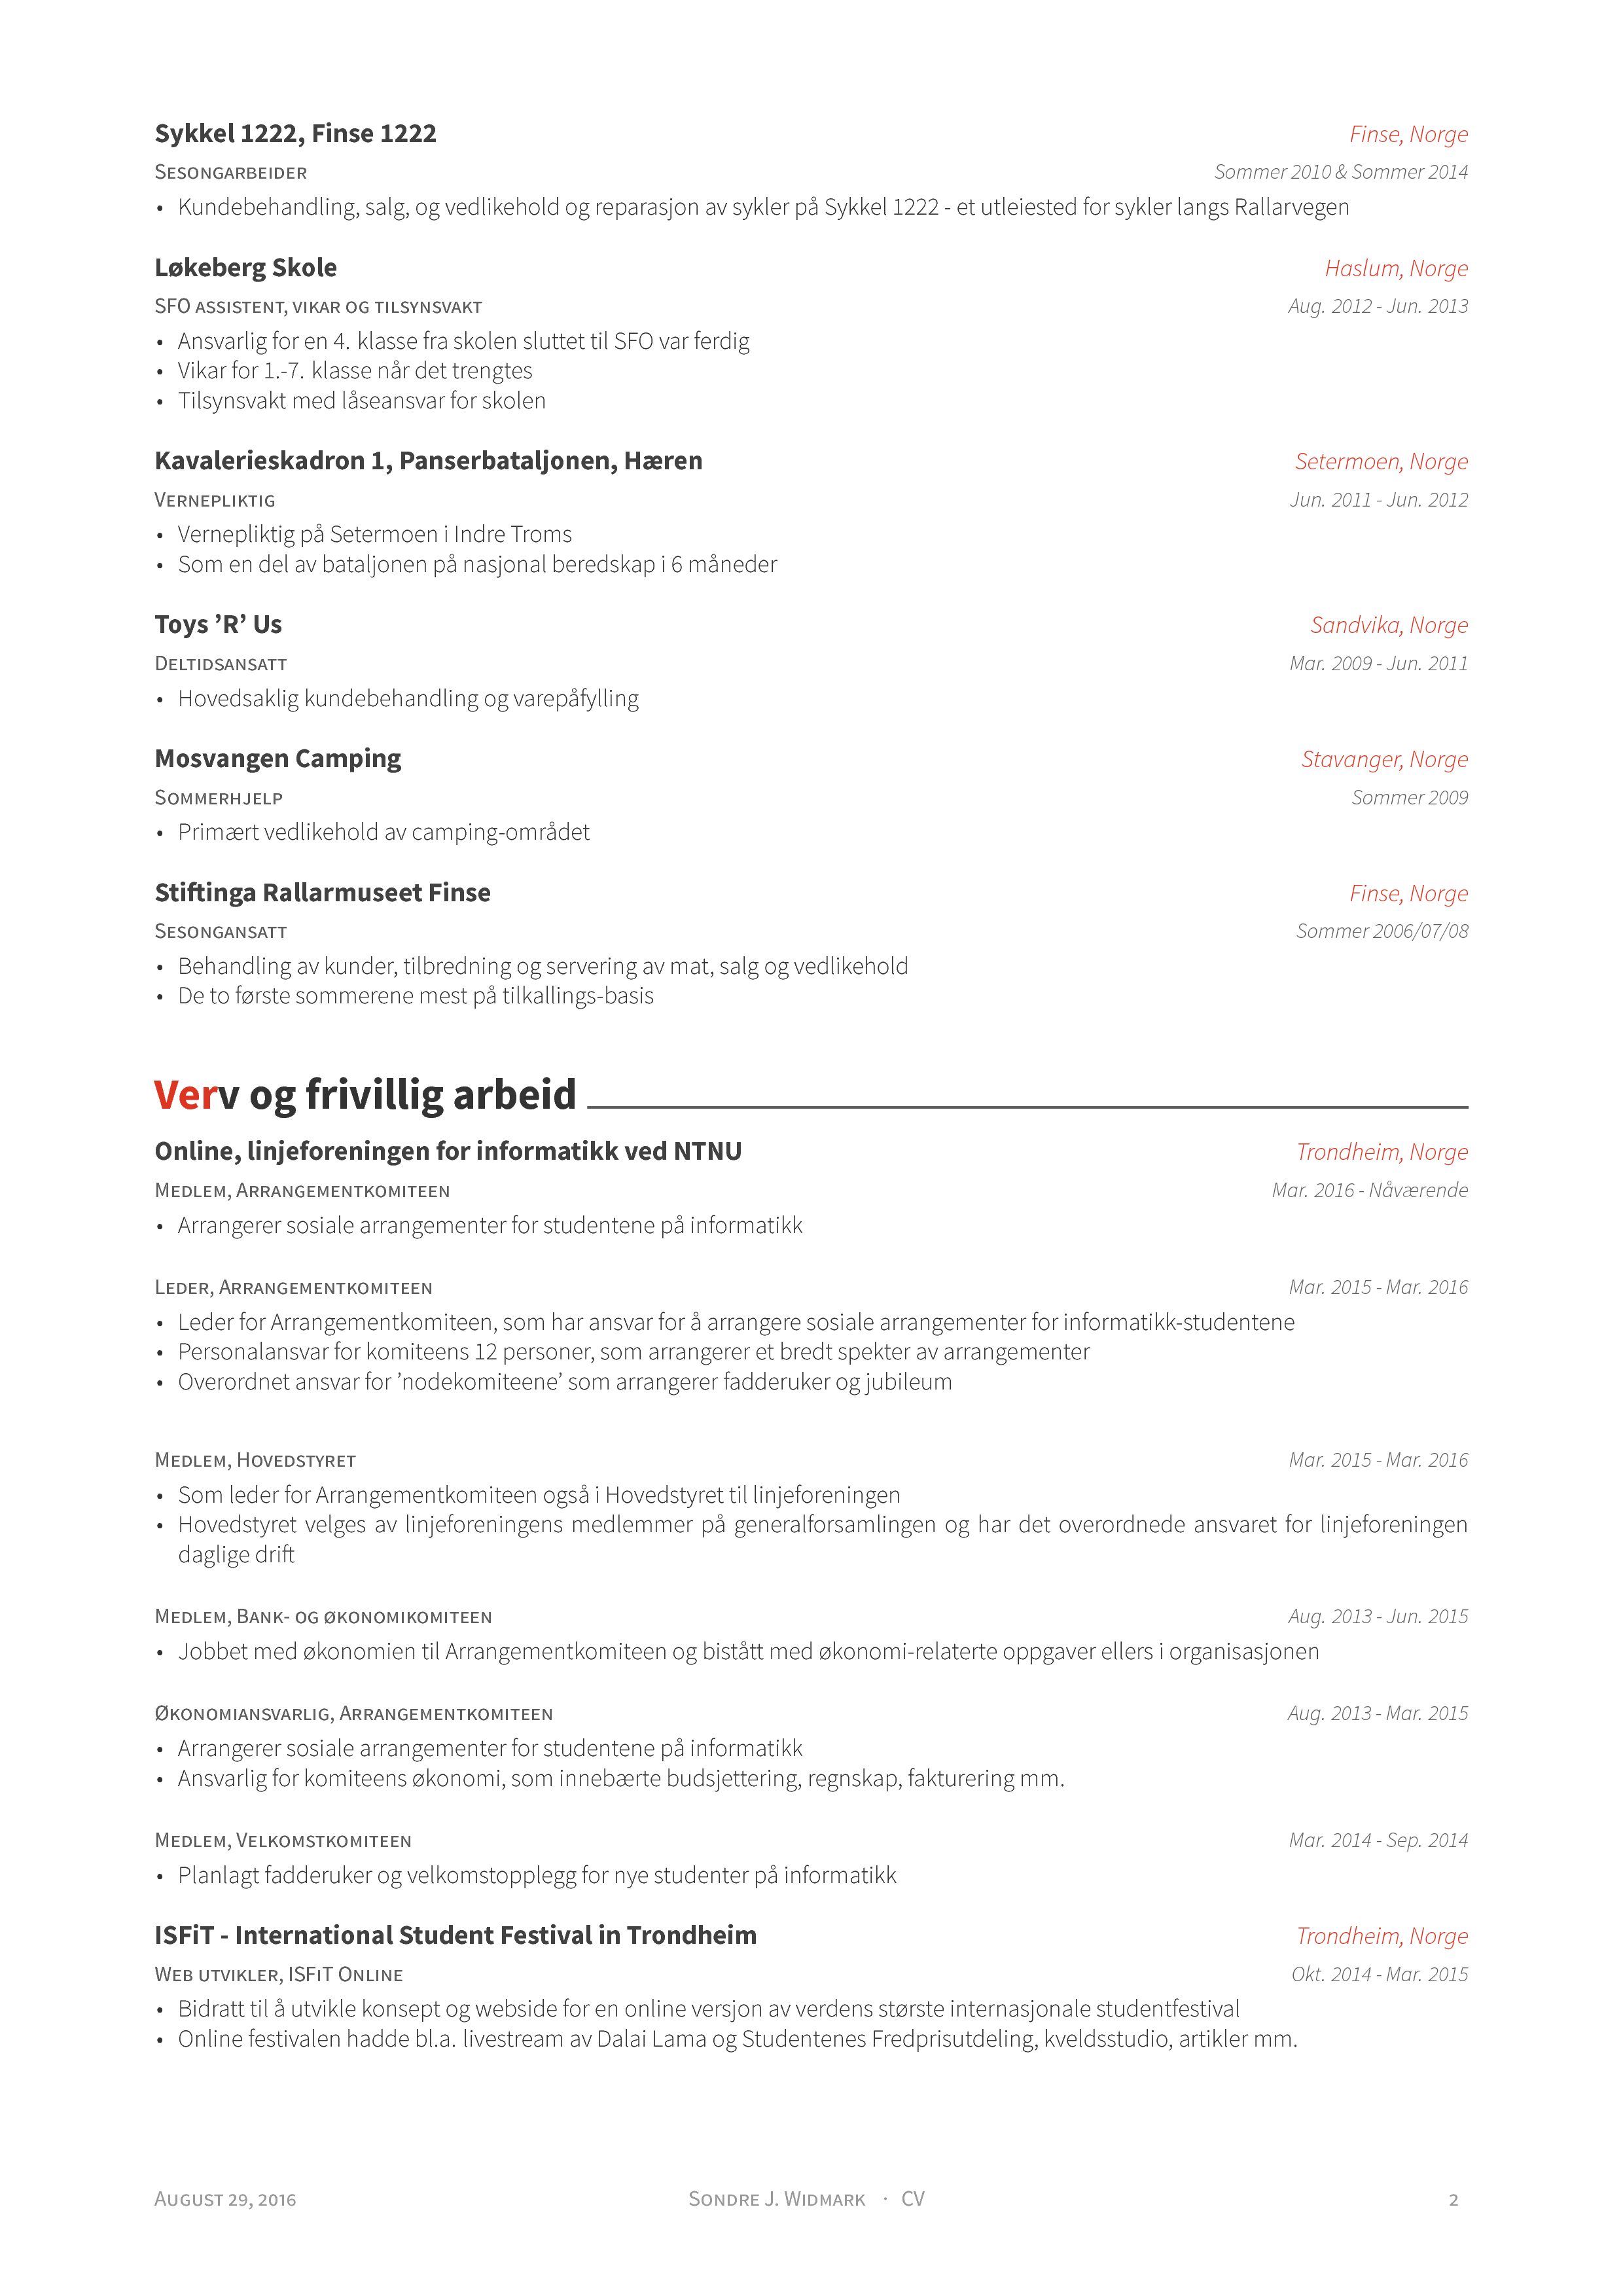 Sykkel 1222, Finse 1222 Finse, Norge
Sesongarbeider Sommer 2010 & Sommer 2014
• Kundebehandling, salg, og vedlikehold og reparasjon av sykler på Sykkel 1222 - et utleiested for sykler langs Rallarvegen
Løkeberg Skole Haslum, Norge
SFO assistent, vikar og tilsynsvakt Aug. 2012 - Jun. 2013
• Ansvarlig for en 4. klasse fra skolen sluttet til SFO var ferdig
• Vikar for 1.-7. klasse når det trengtes
• Tilsynsvakt med låseansvar for skolen
Kavalerieskadron 1, Panserbataljonen, Hæren Setermoen, Norge
Vernepliktig Jun. 2011 - Jun. 2012
• Vernepliktig på Setermoen i Indre Troms
• Som en del av bataljonen på nasjonal beredskap i 6 måneder
Toys ’R’ Us Sandvika, Norge
Deltidsansatt Mar. 2009 - Jun. 2011
• Hovedsaklig kundebehandling og varepåfylling
Mosvangen Camping Stavanger, Norge
Sommerhjelp Sommer 2009
• Primært vedlikehold av camping-området
Stiftinga Rallarmuseet Finse Finse, Norge
Sesongansatt Sommer 2006/07/08
• Behandling av kunder, tilbredning og servering av mat, salg og vedlikehold
• De to første sommerene mest på tilkallings-basis
Verv og frivillig arbeid
Online, linjeforeningen for informatikk ved NTNU Trondheim, Norge
Medlem, Arrangementkomiteen Mar. 2016 - Nåværende
• Arrangerer sosiale arrangementer for studentene på informatikk
Leder, Arrangementkomiteen Mar. 2015 - Mar. 2016
• Leder for Arrangementkomiteen, som har ansvar for å arrangere sosiale arrangementer for informatikk-studentene
• Personalansvar for komiteens 12 personer, som arrangerer et bredt spekter av arrangementer
• Overordnet ansvar for ’nodekomiteene’ som arrangerer fadderuker og jubileum
Medlem, Hovedstyret Mar. 2015 - Mar. 2016
• Som leder for Arrangementkomiteen også i Hovedstyret til linjeforeningen
• Hovedstyret velges av linjeforeningens medlemmer på generalforsamlingen og har det overordnede ansvaret for linjeforeningen
daglige drift
Medlem, Bank- og økonomikomiteen Aug. 2013 - Jun. 2015
• Jobbet med økonomien til Arrangementkomiteen og bistått med økonomi-relaterte oppgaver ellers i organisasjonen
Økonomiansvarlig, Arrangementkomiteen Aug. 2013 - Mar. 2015
• Arrangerer sosiale arrangementer for studentene på informatikk
• Ansvarlig for komiteens økonomi, som innebærte budsjettering, regnskap, fakturering mm.
Medlem, Velkomstkomiteen Mar. 2014 - Sep. 2014
• Planlagt fadderuker og velkomstopplegg for nye studenter på informatikk
ISFiT - International Student Festival in Trondheim Trondheim, Norge
Web utvikler, ISFiT Online Okt. 2014 - Mar. 2015
• Bidratt til å utvikle konsept og webside for en online versjon av verdens største internasjonale studentfestival
• Online festivalen hadde bl.a. livestream av Dalai Lama og Studentenes Fredprisutdeling, kveldsstudio, artikler mm.
August 29, 2016 Sondre J. Widmark · CV 2